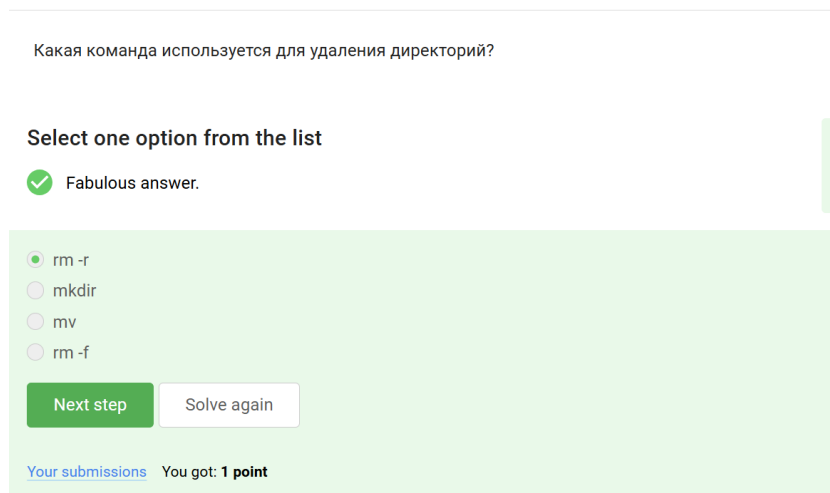 Какая команда используется для удаления директорий?
Select one option from the list
Fabulous answer.
rm -r
mkdir
mv
rm -f
Next step
Solve again
Your submissions You got: 1 point